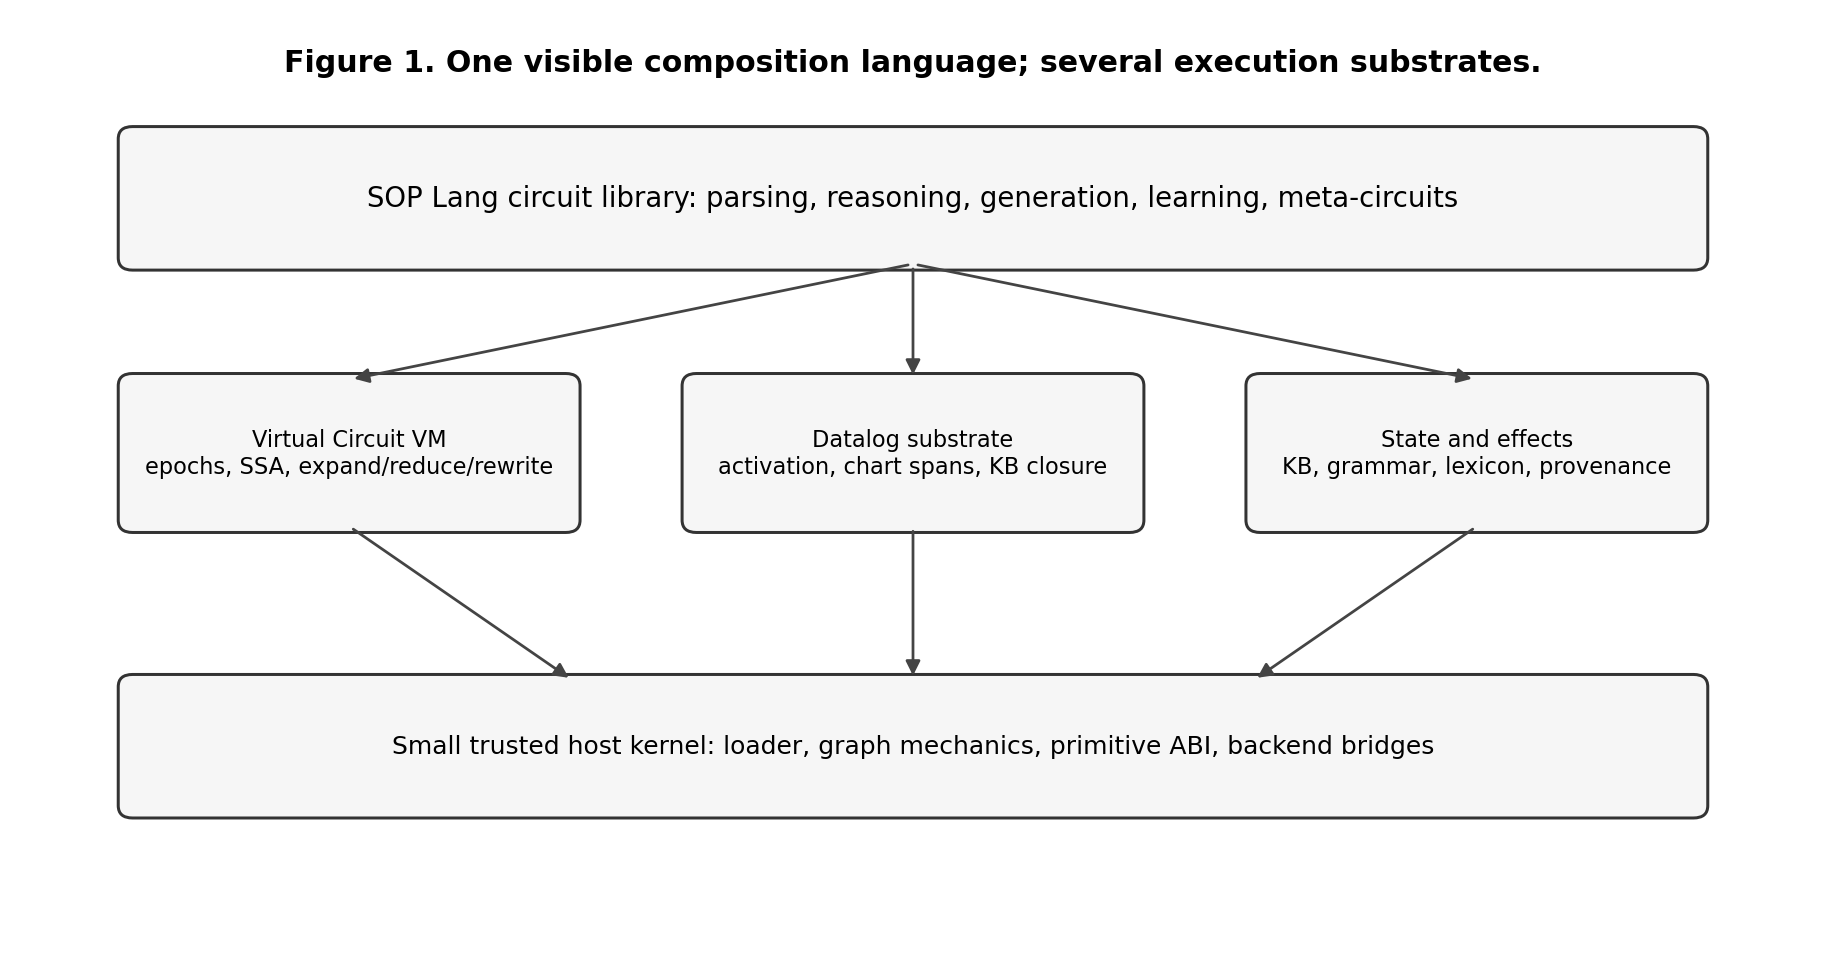 Figure 1. One visible composition language; several execution substrates.
SOP Lang circuit library: parsing, reasoning, generation, learning, meta-circuits
Virtual Circuit VM
epochs, SSA, expand/reduce/rewrite
Datalog substrate
activation, chart spans, KB closure
State and effects
KB, grammar, lexicon, provenance
Small trusted host kernel: loader, graph mechanics, primitive ABI, backend bridges